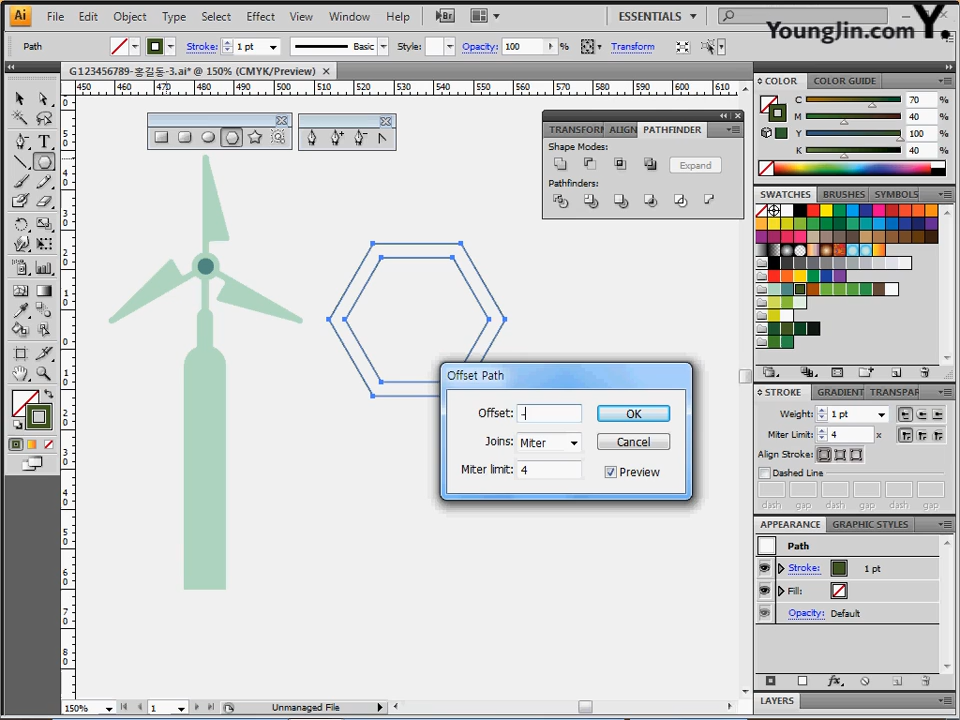 Ai File Edit Object Type Select Effect View Window Help Br ESSENTIALS
YoungJin.com Y.
Path Stroke: 1 pt Basic Style: Opacity: 100 % Transform
G123456789-홍길동-3.ai* @ 150% (CMYK/Preview) ×
450 460 470 480 490 500 510 520 530 540 550 560 570 580 590 600 610
COLOR COLOR GUIDE
C 70 %
M 40 %
Y 100 %
K 40 %
TRANSFORM ALIGN PATHFINDER
Shape Modes:
Expand
Pathfinders:
SWATCHES BRUSHES SYMBOLS
Offset Path
Offset: -
OK
Joins: Miter
Cancel
Miter limit: 4
Preview
STROKE GRADIENT TRANSPAR
Weight: 1 pt
Miter Limit: 4 x
Align Stroke:
Dashed Line
dash gap dash gap dash gap
APPEARANCE GRAPHIC STYLES
Path
Stroke: 1 pt
Fill:
Opacity: Default
fx
LAYERS
150% 1 Unmanaged File